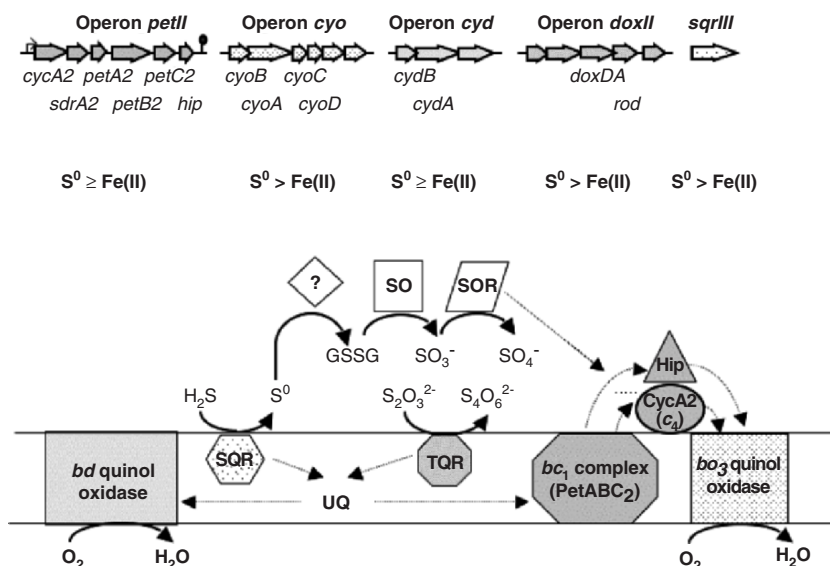 Operon petII Operon cyo Operon cyd Operon doxII sqrIII
cycA2 petA2 petC2 cyoB cyoC cydB doxDA
sdrA2 petB2 hip cyoA cyoD cydA rod
S⁰ ≥ Fe(II) S⁰ > Fe(II) S⁰ ≥ Fe(II) S⁰ > Fe(II) S⁰ > Fe(II)
? SO SOR
GSSG SO₃⁻ SO₄⁻
Hip
H₂S S⁰ S₂O₃²⁻ S₄O₆²⁻
CycA2
(c₄)
bd quinol
oxidase
SQR
TQR
bc₁ complex
(PetABC₂)
bo₃ quinol
oxidase
UQ
O₂ H₂O O₂ H₂O